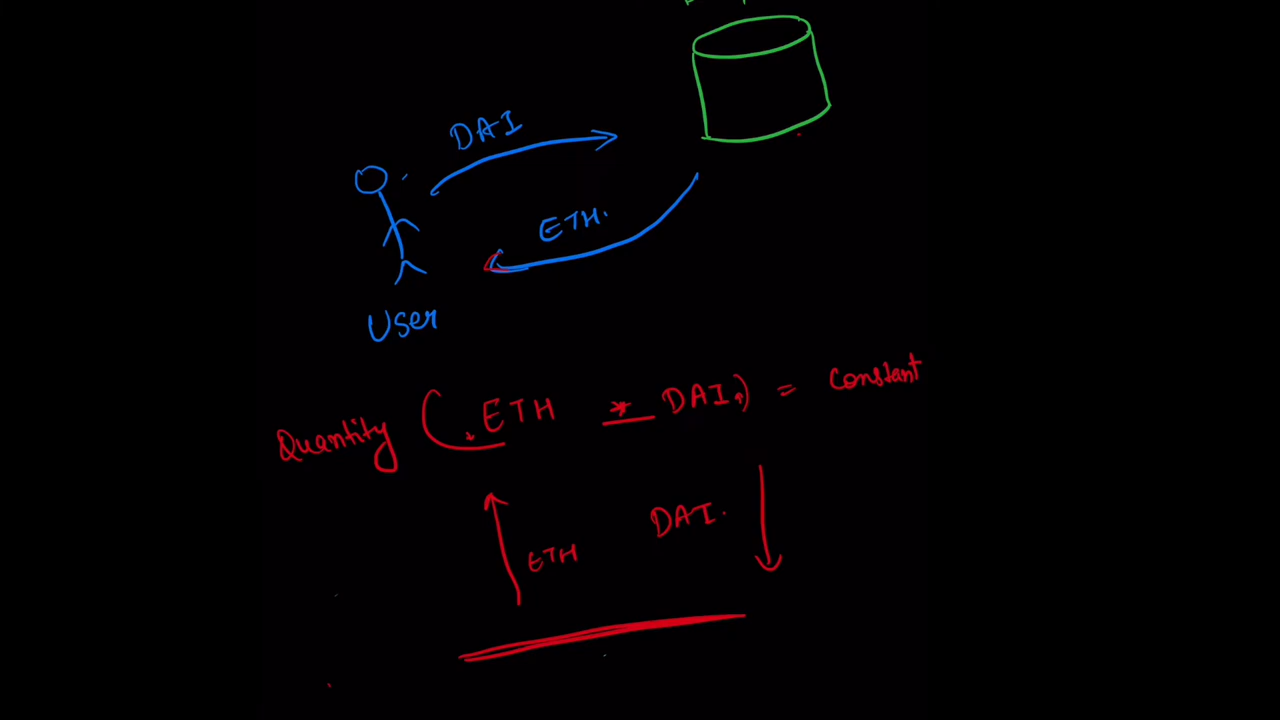 DAI
ETH.
User
Quantity (.ETH * DAI.) = Constant
DAI.
ETH